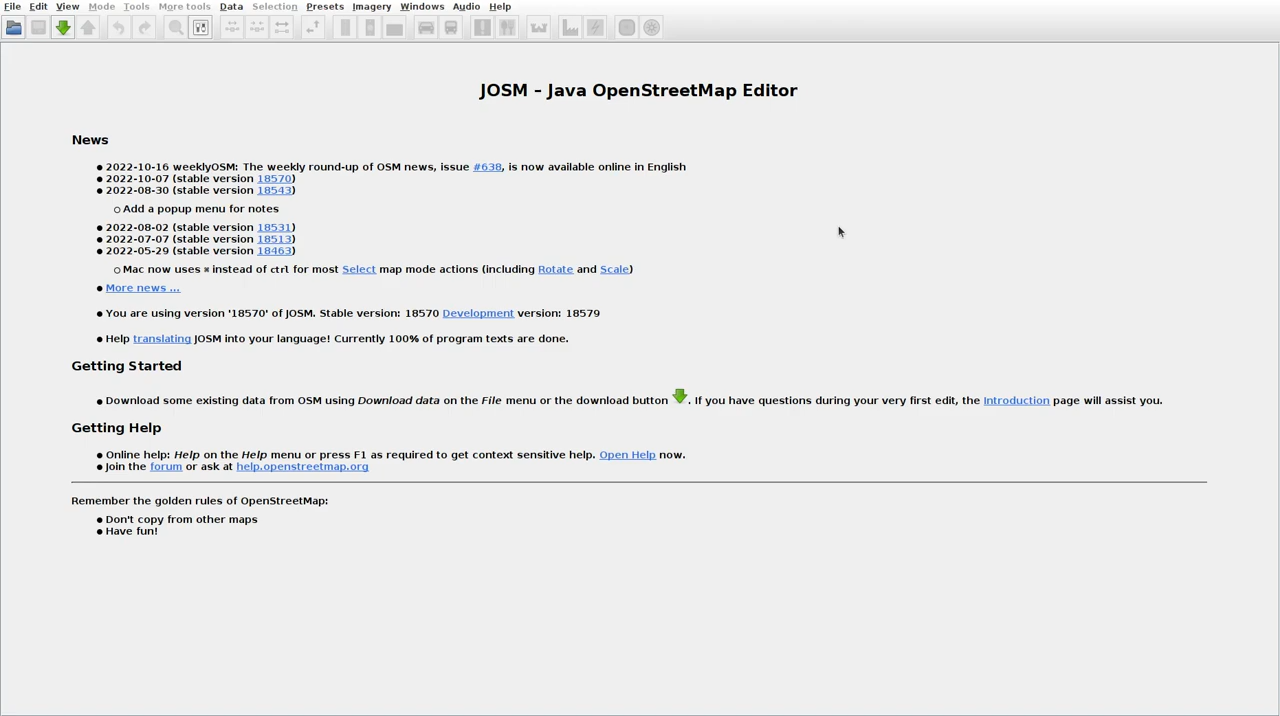 File Edit View Mode Tools More tools Data Selection Presets Imagery Windows Audio Help
JOSM – Java OpenStreetMap Editor
News
2022-10-16 weeklyOSM: The weekly round-up of OSM news, issue #638, is now available online in English
2022-10-07 (stable version 18570)
2022-08-30 (stable version 18543)
Add a popup menu for notes
2022-08-02 (stable version 18531)
2022-07-07 (stable version 18513)
2022-05-29 (stable version 18463)
Mac now uses ⌘ instead of ctrl for most Select map mode actions (including Rotate and Scale)
More news ...
You are using version '18570' of JOSM. Stable version: 18570 Development version: 18579
Help translating JOSM into your language! Currently 100% of program texts are done.
Getting Started
Download some existing data from OSM using Download data on the File menu or the download button . If you have questions during your very first edit, the Introduction page will assist you.
Getting Help
Online help: Help on the Help menu or press F1 as required to get context sensitive help. Open Help now.
Join the forum or ask at help.openstreetmap.org
Remember the golden rules of OpenStreetMap:
Don't copy from other maps
Have fun!